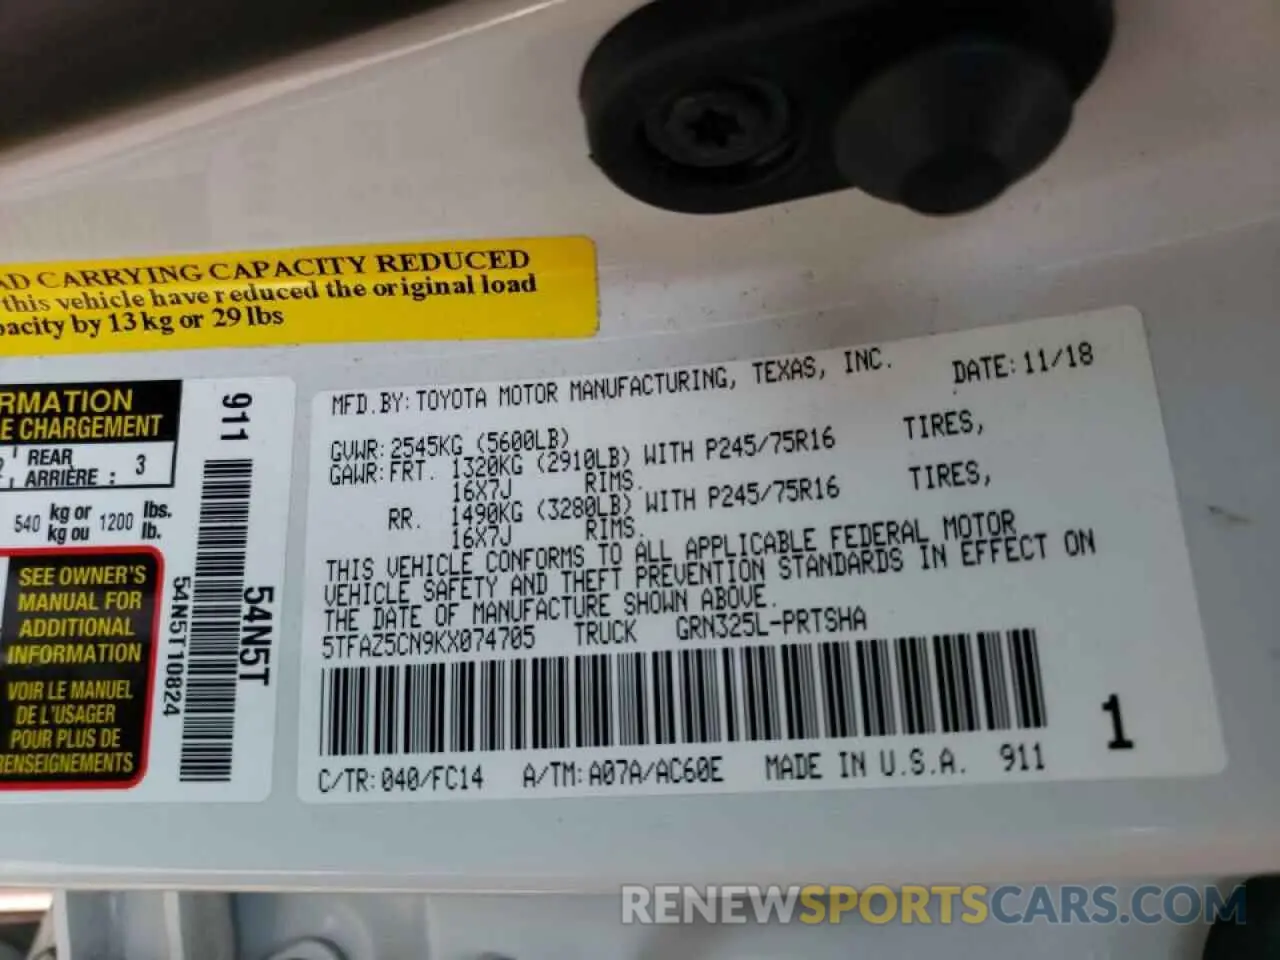 AD CARRYING CAPACITY REDUCED
this vehicle have reduced the original load
pacity by 13 kg or 29 lbs
RMATION
E CHARGEMENT
2 REAR
ARRIÈRE : 3
540 kg or 1200 lbs.
kg ou lb.
SEE OWNER'S
MANUAL FOR
ADDITIONAL
INFORMATION
VOIR LE MANUEL
DE L'USAGER
POUR PLUS DE
RENSEIGNEMENTS
911
54N5T
54N5T10824
MFD.BY:TOYOTA MOTOR MANUFACTURING, TEXAS, INC. DATE:11/18
GVWR:2545KG (5600LB)
GAWR:FRT. 1320KG (2910LB) WITH P245/75R16 TIRES,
16X7J RIMS.
RR. 1490KG (3280LB) WITH P245/75R16 TIRES,
16X7J RIMS.
THIS VEHICLE CONFORMS TO ALL APPLICABLE FEDERAL MOTOR
VEHICLE SAFETY AND THEFT PREVENTION STANDARDS IN EFFECT ON
THE DATE OF MANUFACTURE SHOWN ABOVE.
5TFAZ5CN9KX074705 TRUCK GRN325L-PRTSHA
1
C/TR:040/FC14 A/TM:A07A/AC60E MADE IN U.S.A. 911
RENEWSPORTSCARS.COM